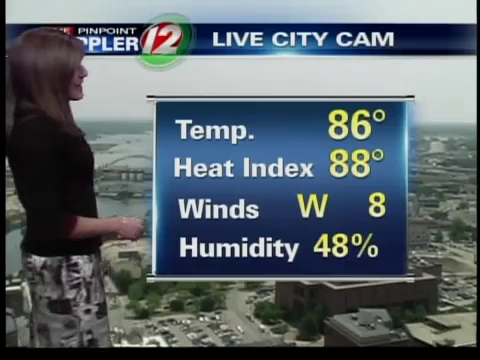 PINPOINT
PPLER 12 LIVE CITY CAM
Temp. 86°
Heat Index 88°
Winds W 8
Humidity 48%